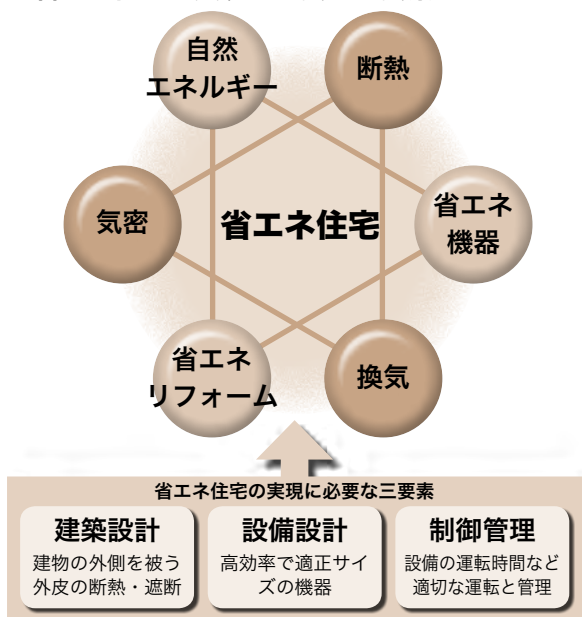 自然
エネルギー
断熱
気密
省エネ住宅
省エネ
機器
省エネ
リフォーム
換気
省エネ住宅の実現に必要な三要素
建築設計
建物の外側を被う
外皮の断熱・遮断
設備設計
高効率で適正サイ
ズの機器
制御管理
設備の運転時間など
適切な運転と管理